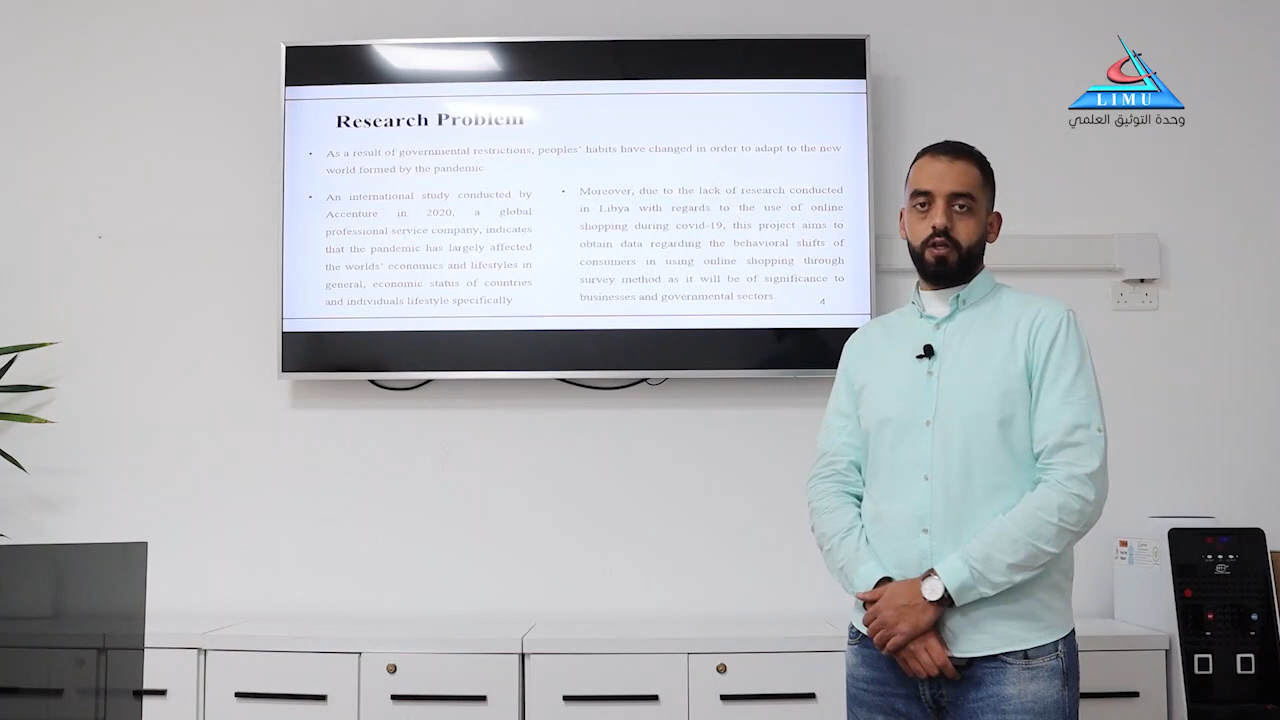 Research Problem
• As a result of governmental restrictions, peoples' habits have changed in order to adapt to the new
world formed by the pandemic.
• An international study conducted by
Accenture in 2020, a global
professional service company, indicates
that the pandemic has largely affected
the worlds' economics and lifestyles in
general, economic status of countries
and individuals lifestyle specifically
• Moreover, due to the lack of research conducted
in Libya with regards to the use of online
shopping during covid-19, this project aims to
obtain data regarding the behavioral shifts of
consumers in using online shopping through
survey method as it will be of significance to
businesses and governmental sectors.
4
LIMU
وحدة التوثيق العلمي